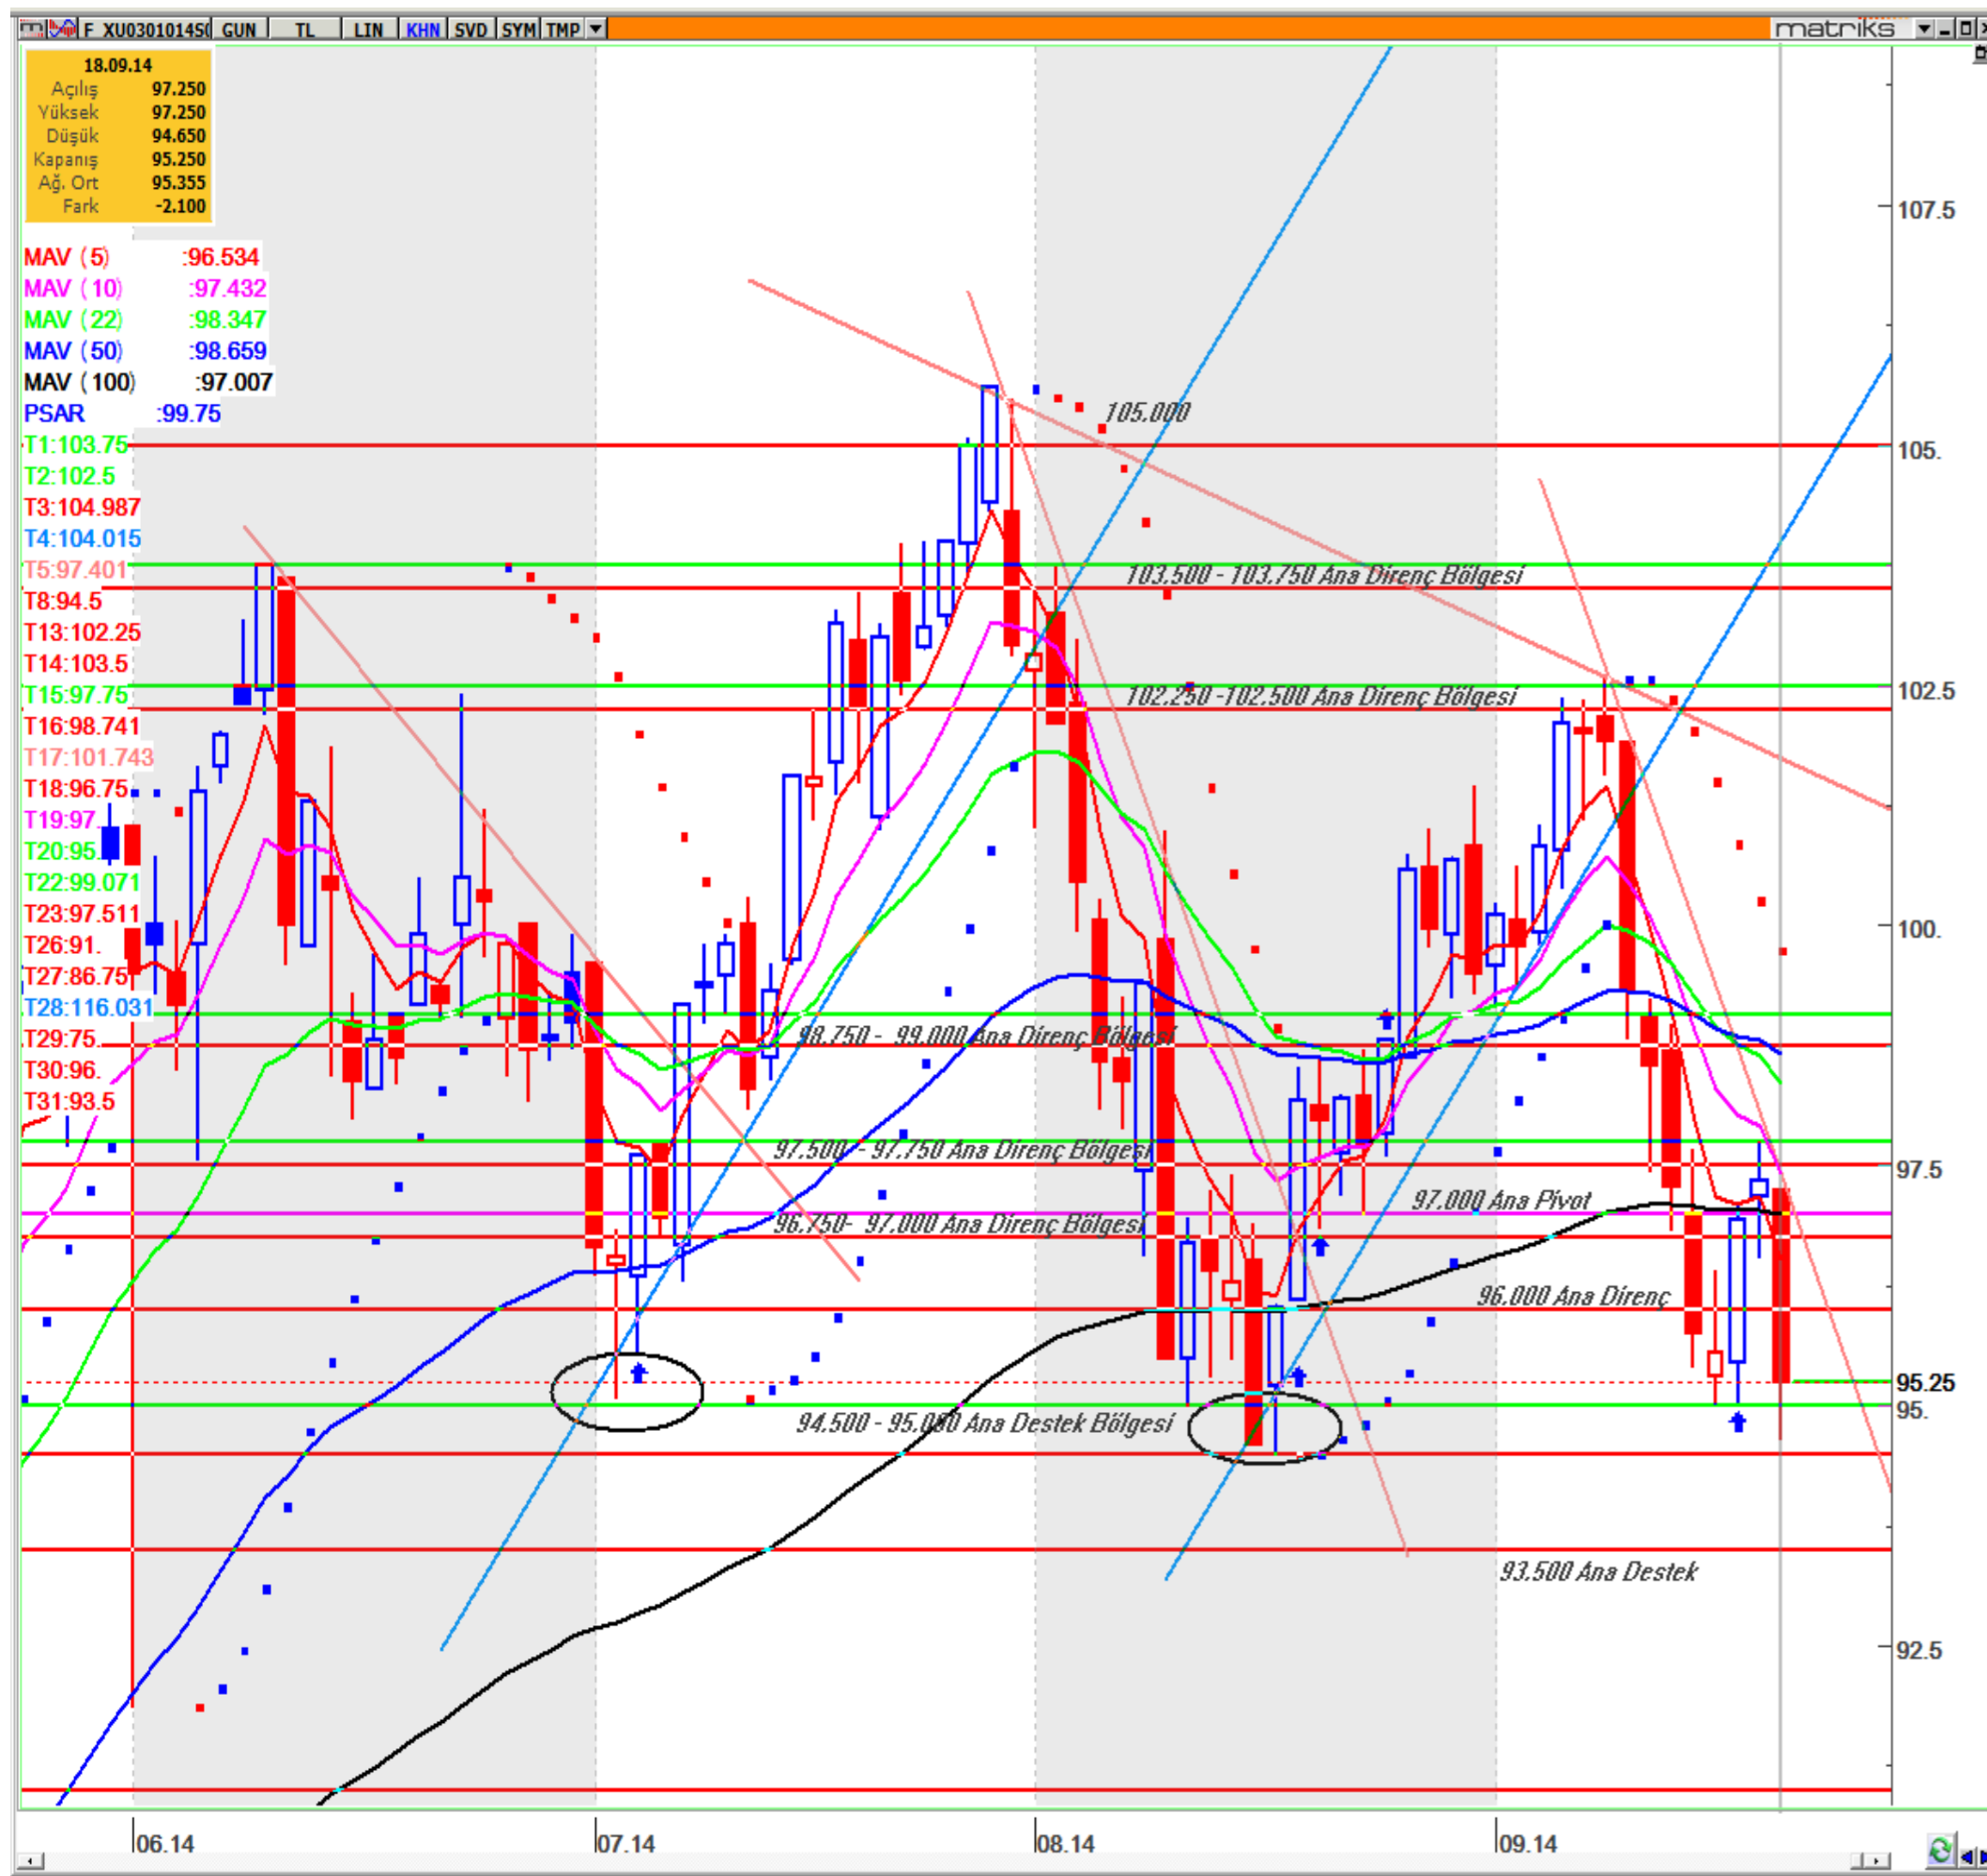 F_XU0301014S0 GUN TL LIN KHN SVD SYM TMP
matriks
18.09.14
Açılış 97.250
Yüksek 97.250
Düşük 94.650
Kapanış 95.250
Ağ. Ort 95.355
Fark -2.100
MAV (5) :96.534
MAV (10) :97.432
MAV (22) :98.347
MAV (50) :98.659
MAV (100) :97.007
PSAR :99.75
T1:103.75
T2:102.5
T3:104.987
T4:104.015
T5:97.401
T8:94.5
T13:102.25
T14:103.5
T15:97.75
T16:98.741
T17:101.743
T18:96.75
T19:97.
T20:95.
T22:99.071
T23:97.511
T26:91.
T27:86.75
T28:116.031
T29:75.
T30:96.
T31:93.5
105.000
103.500 - 103.750 Ana Direnç Bölgesi
102.250 -102.500 Ana Direnç Bölgesi
98.750 - 99.000 Ana Direnç Bölgesi
97.500 - 97.750 Ana Direnç Bölgesi
97.000 Ana Pivot
96.750- 97.000 Ana Direnç Bölgesi
96.000 Ana Direnç
94.500 - 95.000 Ana Destek Bölgesi
93.500 Ana Destek
107.5
105.
102.5
100.
97.5
95.25
95.
92.5
06.14
07.14
08.14
09.14